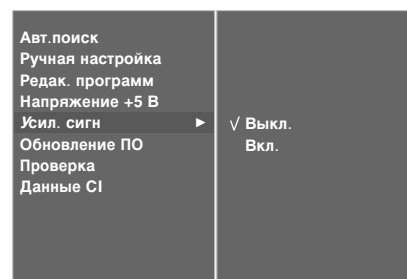 Авт.поиск
Ручная настройка
Редак. программ
Напряжение +5 В
Усил. сигн ►
√ Выкл.
Обновление ПО
Вкл.
Проверка
Данные CI